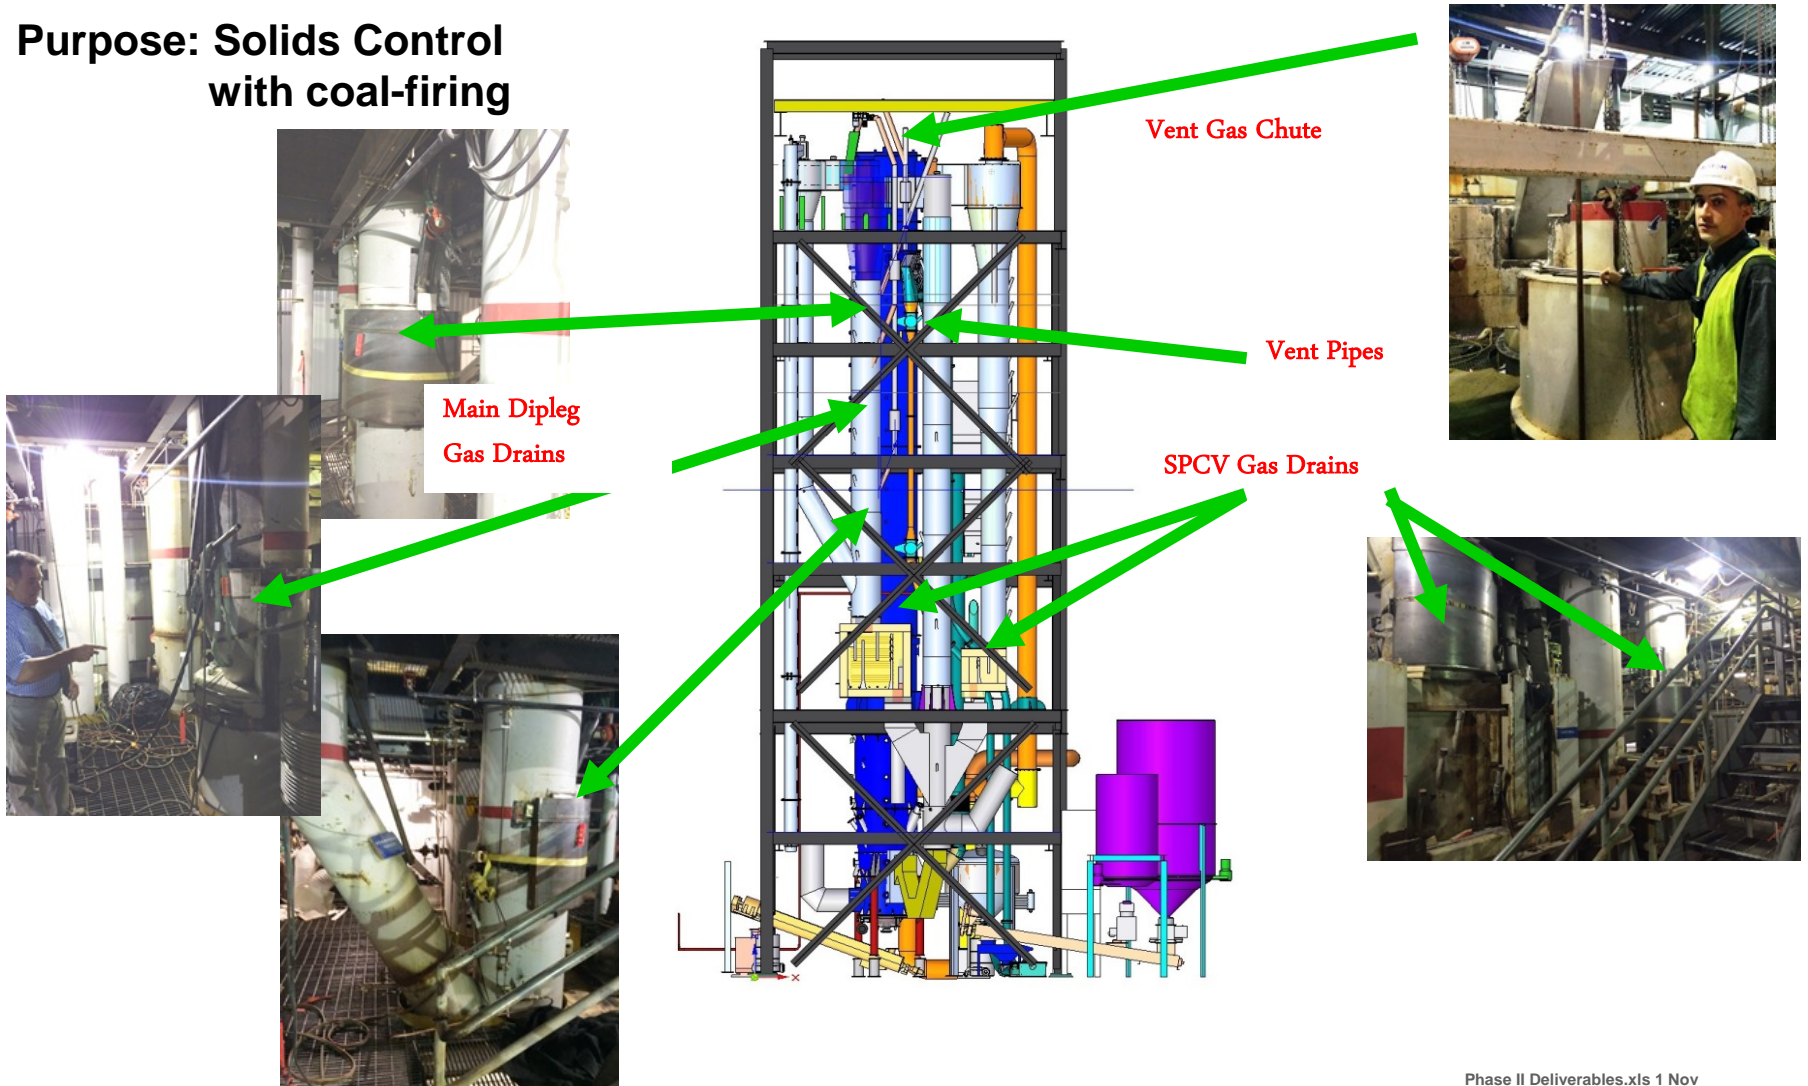 Purpose: Solids Control
with coal-firing
Vent Gas Chute
Vent Pipes
Main Dipleg
Gas Drains
SPCV Gas Drains
Phase II Deliverables.xls 1 Nov